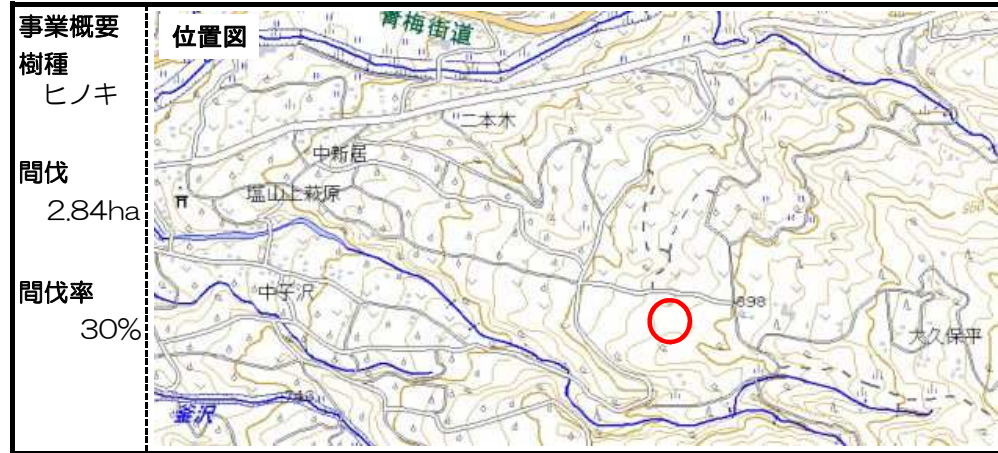 事業概要
樹種
ヒノキ
間伐
2.84ha
間伐率
30%
位置図
青梅街道
二本木
中新居
塩山上萩原
中子沢
898
大久保平
釜沢